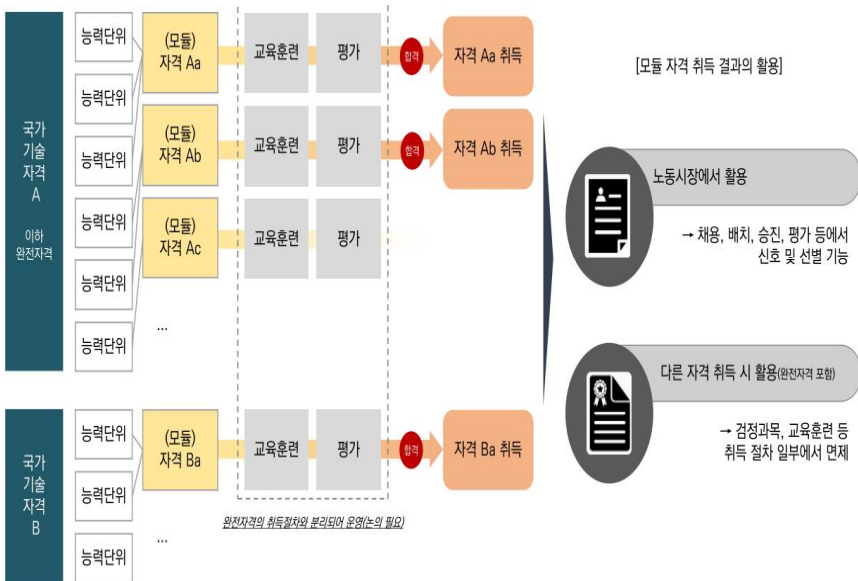 국가
기술
자격
A
이하
완전자격
능력단위
능력단위
능력단위
능력단위
능력단위
능력단위
(모듈)
자격 Aa
교육훈련
평가
합격
자격 Aa 취득
(모듈)
자격 Ab
교육훈련
평가
합격
자격 Ab 취득
(모듈)
자격 Ac
교육훈련
평가
...
국가
기술
자격
B
능력단위
능력단위
능력단위
(모듈)
자격 Ba
교육훈련
평가
합격
자격 Ba 취득
...
완전자격의 취득절차와 분리되어 운영(논의 필요)
[모듈 자격 취득 결과의 활용]
노동시장에서 활용
→ 채용, 배치, 승진, 평가 등에서
신호 및 선별 기능
다른 자격 취득 시 활용(완전자격 포함)
→ 검정과목, 교육훈련 등
취득 절차 일부에서 면제